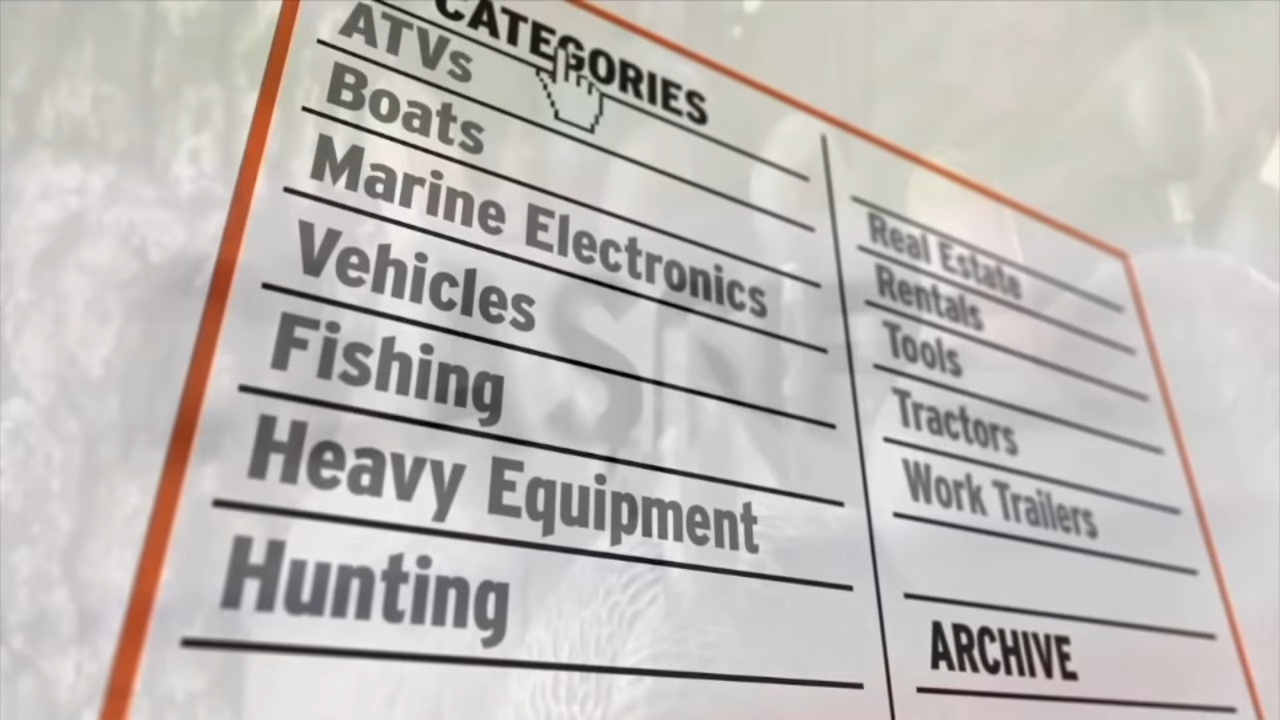 CATEGORIES
ATVs
Boats
Marine Electronics
Vehicles
Fishing
Heavy Equipment
Hunting
Real Estate
Rentals
Tools
Tractors
Work Trailers
ARCHIVE